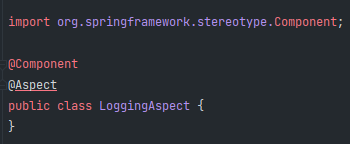 import org.springframework.stereotype.Component;
@Component
@Aspect
public class LoggingAspect {
}